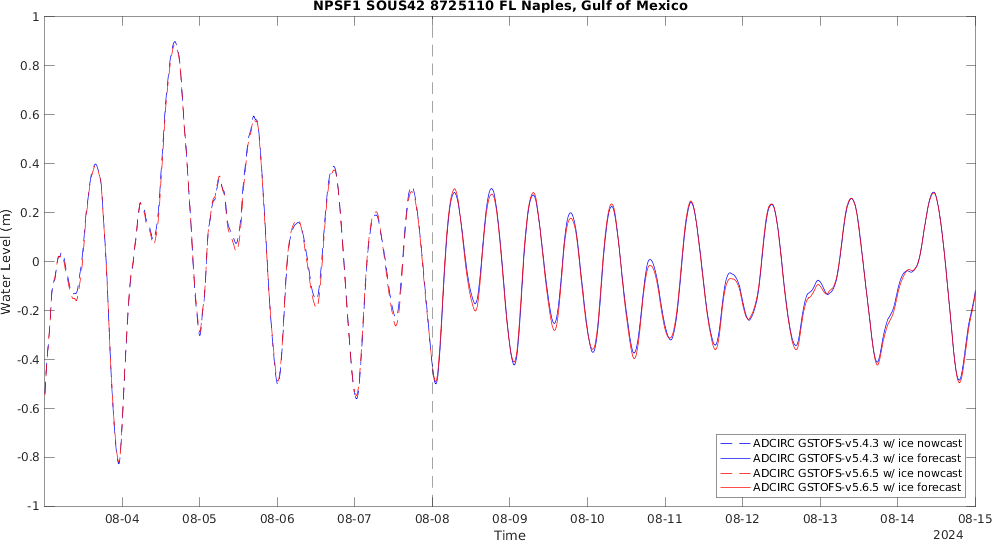 NPSF1 SOUS42 8725110 FL Naples, Gulf of Mexico
1
0.8
0.6
0.4
0.2
0
-0.2
-0.4
-0.6
-0.8
-1
Water Level (m)
ADCIRC GSTOFS-v5.4.3 w/ ice nowcast
ADCIRC GSTOFS-v5.4.3 w/ ice forecast
ADCIRC GSTOFS-v5.6.5 w/ ice nowcast
ADCIRC GSTOFS-v5.6.5 w/ ice forecast
08-04 08-05 08-06 08-07 08-08 08-09 08-10 08-11 08-12 08-13 08-14 08-15
Time
2024